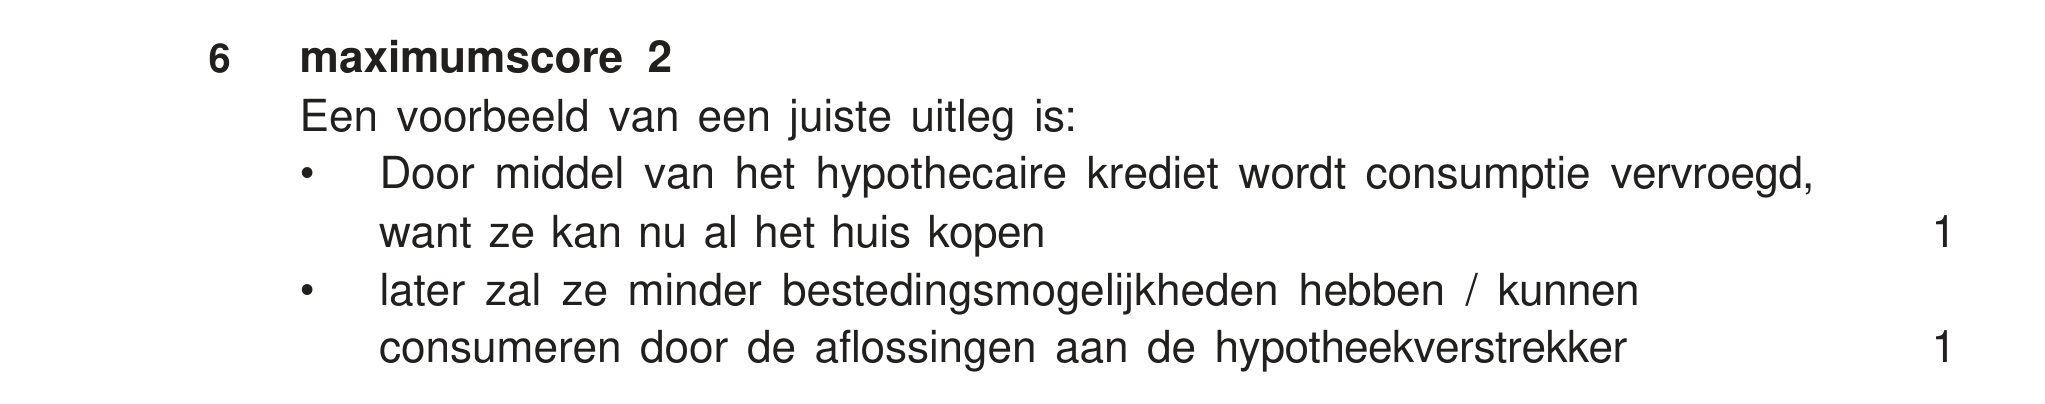 6 maximumscore 2
Een voorbeeld van een juiste uitleg is:
• Door middel van het hypothecaire krediet wordt consumptie vervroegd,
want ze kan nu al het huis kopen 1
• later zal ze minder bestedingsmogelijkheden hebben / kunnen
consumeren door de aflossingen aan de hypotheekverstrekker 1